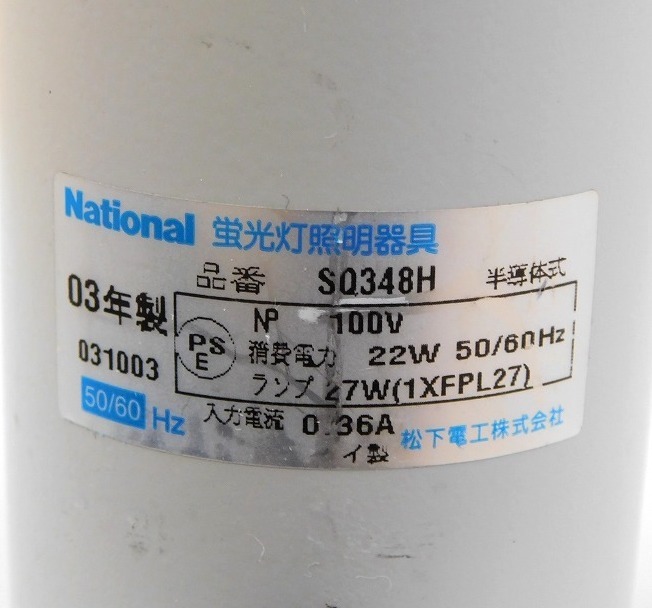 National 蛍光灯照明器具
品番 SQ348H 半導体式
03年製
031003
PS
E
NP 100V
消費電力 22W 50/60Hz
ランプ 27W(1XFPL27)
50/60 Hz
入力電流 0.36A
松下電工株式会社
イ製